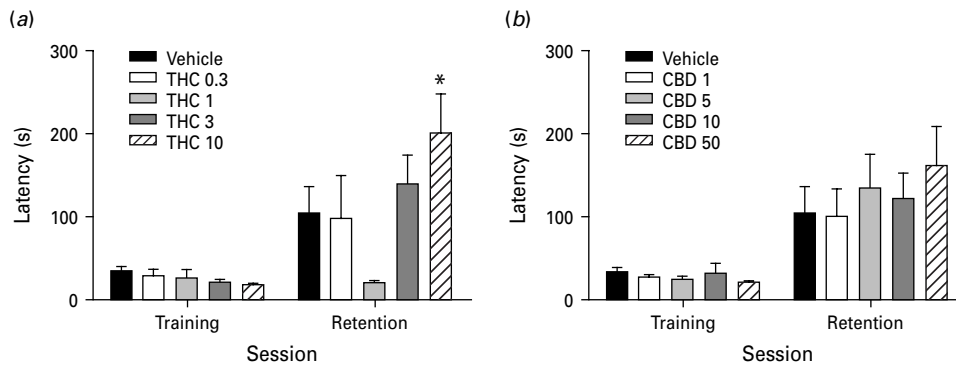 (a)
300
200
100
0
Latency (s)
Vehicle
THC 0.3
THC 1
THC 3
THC 10
*
Training
Retention
Session
(b)
300
200
100
0
Latency (s)
Vehicle
CBD 1
CBD 5
CBD 10
CBD 50
Training
Retention
Session